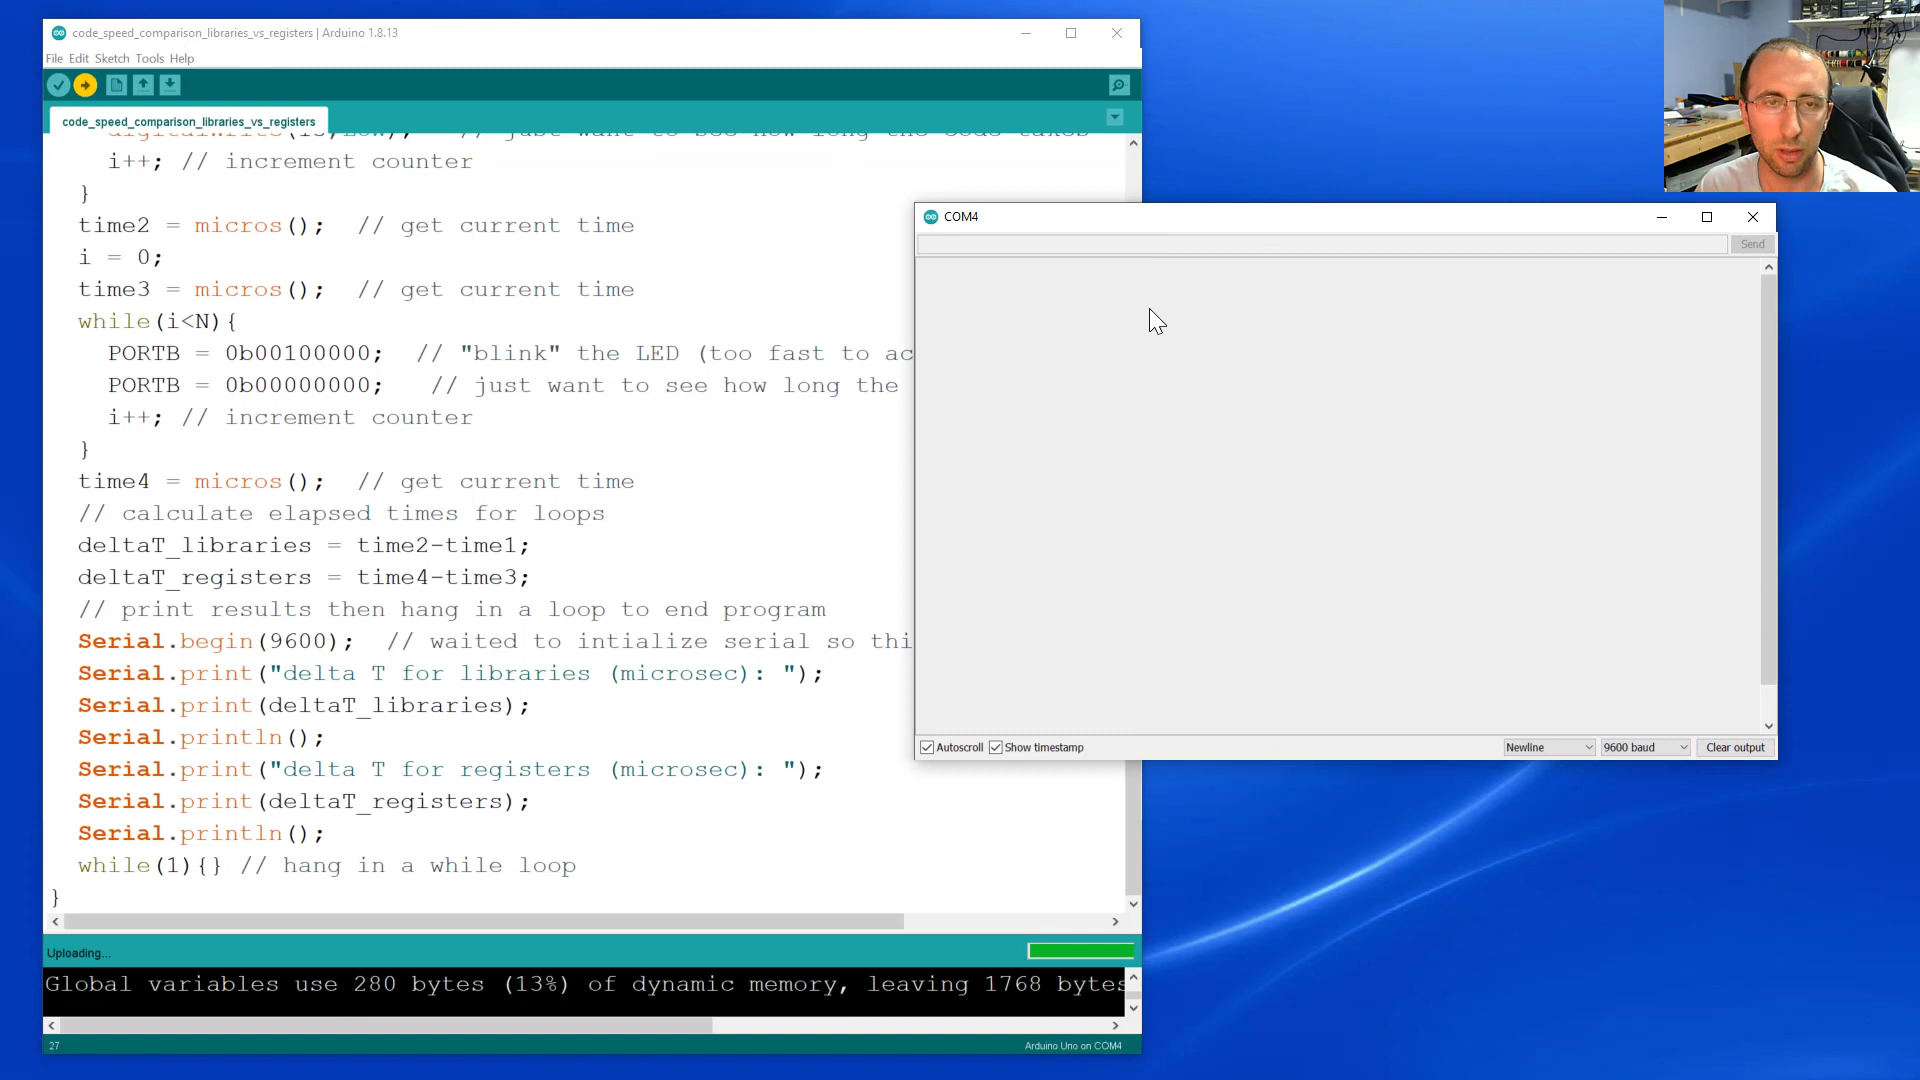 code_speed_comparison_libraries_vs_registers | Arduino 1.8.13
File Edit Sketch Tools Help
code_speed_comparison_libraries_vs_registers
digitalWrite(13,LOW); // just want to see how long the code takes
i++; // increment counter
}
time2 = micros(); // get current time
i = 0;
time3 = micros(); // get current time
while(i<N){
PORTB = 0b00100000; // "blink" the LED (too fast to ac
PORTB = 0b00000000; // just want to see how long the
i++; // increment counter
}
time4 = micros(); // get current time
// calculate elapsed times for loops
deltaT_libraries = time2-time1;
deltaT_registers = time4-time3;
// print results then hang in a loop to end program
Serial.begin(9600); // waited to intialize serial so thi
Serial.print("delta T for libraries (microsec): ");
Serial.print(deltaT_libraries);
Serial.println();
Serial.print("delta T for registers (microsec): ");
Serial.print(deltaT_registers);
Serial.println();
while(1){} // hang in a while loop
}
Uploading...
Global variables use 280 bytes (13%) of dynamic memory, leaving 1768 bytes
27
Arduino Uno on COM4
COM4
Send
Autoscroll Show timestamp
Newline
9600 baud
Clear output